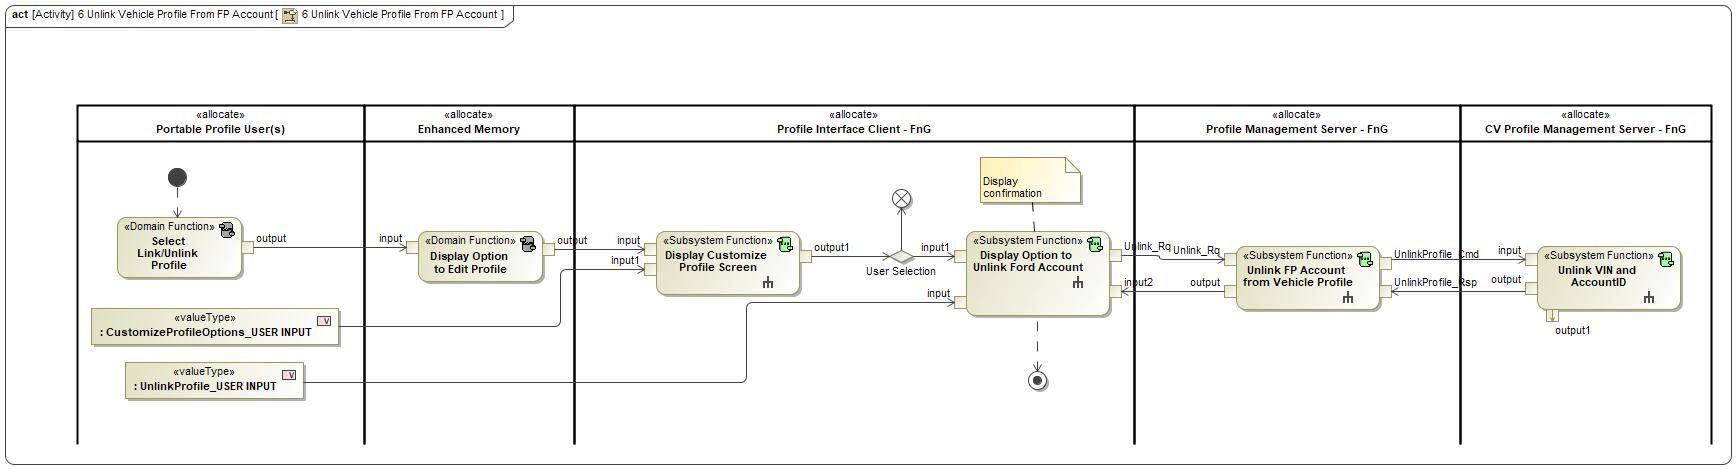 act [Activity] 6 Unlink Vehicle Profile From FP Account [ 6 Unlink Vehicle Profile From FP Account ]
«allocate»
Portable Profile User(s)
«allocate»
Enhanced Memory
«allocate»
Profile Interface Client - FnG
«allocate»
Profile Management Server - FnG
«allocate»
CV Profile Management Server - FnG
«Domain Function»
Select
Link/Unlink
Profile
output
input
«Domain Function»
Display Option
to Edit Profile
output
input
input1
«Subsystem Function»
Display Customize
Profile Screen
output1
User Selection
input1
input
Display
confirmation
«Subsystem Function»
Display Option to
Unlink Ford Account
Unlink_Rq
input2
Unlink_Rq
output
«Subsystem Function»
Unlink FP Account
from Vehicle Profile
UnlinkProfile_Cmd
UnlinkProfile_Rsp
input
output
«Subsystem Function»
Unlink VIN and
AccountID
output1
«valueType»
V
: CustomizeProfileOptions_USER INPUT
«valueType»
V
: UnlinkProfile_USER INPUT